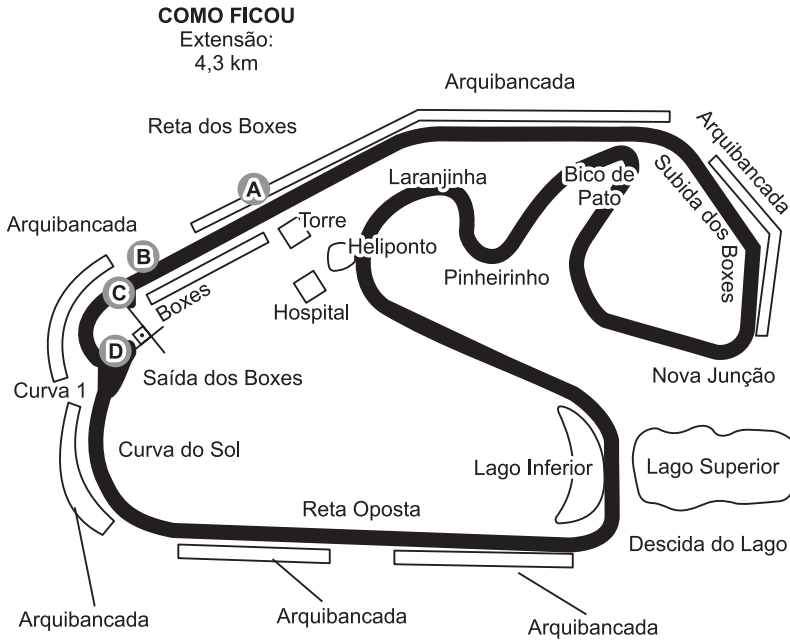 COMO FICOU
Extensão:
4,3 km
Arquibancada
Reta dos Boxes
Arquibancada
A
Laranjinha
Bico de
Pato
Subida dos Boxes
Arquibancada
Torre
B
Heliponto
Pinheirinho
C
Boxes
Hospital
D
Saída dos Boxes
Nova Junção
Curva 1
Curva do Sol
Lago Inferior
Lago Superior
Reta Oposta
Descida do Lago
Arquibancada
Arquibancada
Arquibancada